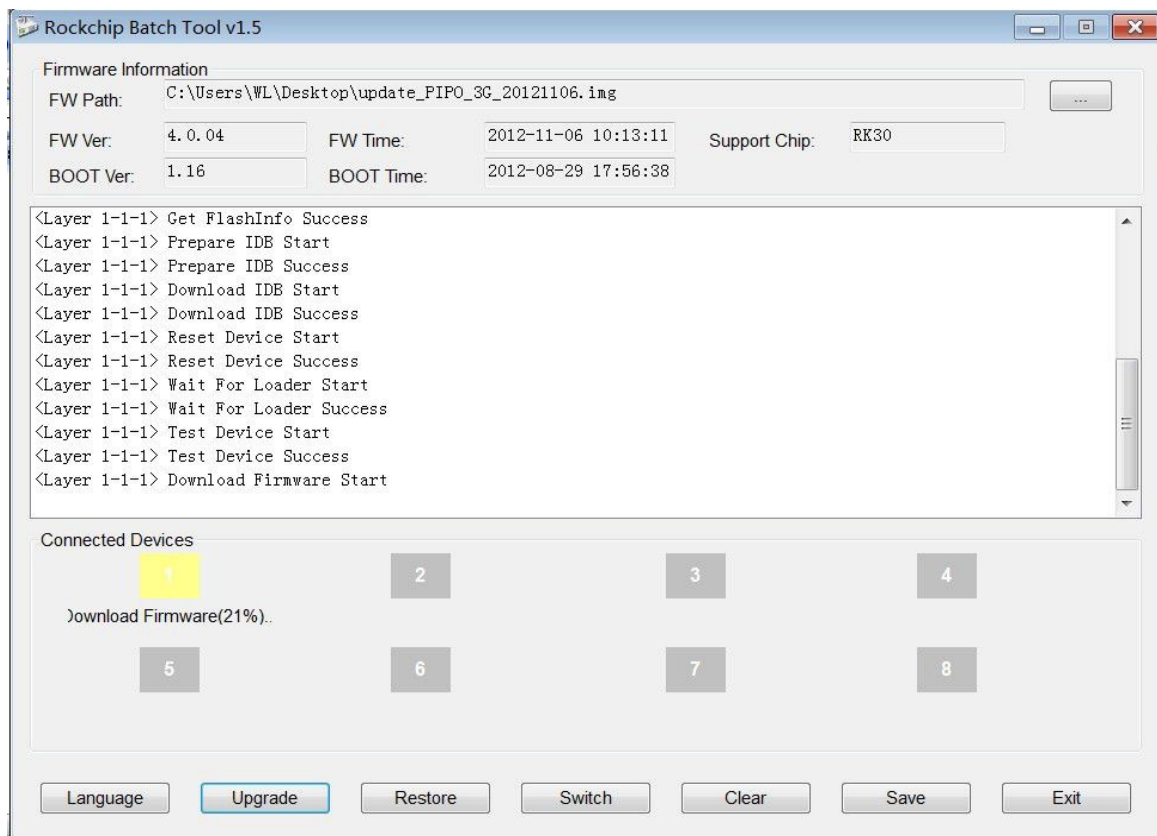 Rockchip Batch Tool v1.5
Firmware Information
FW Path: C:\Users\WL\Desktop\update_PIPO_3G_20121106.img ...
FW Ver: 4.0.04 FW Time: 2012-11-06 10:13:11 Support Chip: RK30
BOOT Ver: 1.16 BOOT Time: 2012-08-29 17:56:38
<Layer 1-1-1> Get FlashInfo Success
<Layer 1-1-1> Prepare IDB Start
<Layer 1-1-1> Prepare IDB Success
<Layer 1-1-1> Download IDB Start
<Layer 1-1-1> Download IDB Success
<Layer 1-1-1> Reset Device Start
<Layer 1-1-1> Reset Device Success
<Layer 1-1-1> Wait For Loader Start
<Layer 1-1-1> Wait For Loader Success
<Layer 1-1-1> Test Device Start
<Layer 1-1-1> Test Device Success
<Layer 1-1-1> Download Firmware Start
Connected Devices
1 2 3 4
Download Firmware(21%)..
5 6 7 8
Language Upgrade Restore Switch Clear Save Exit